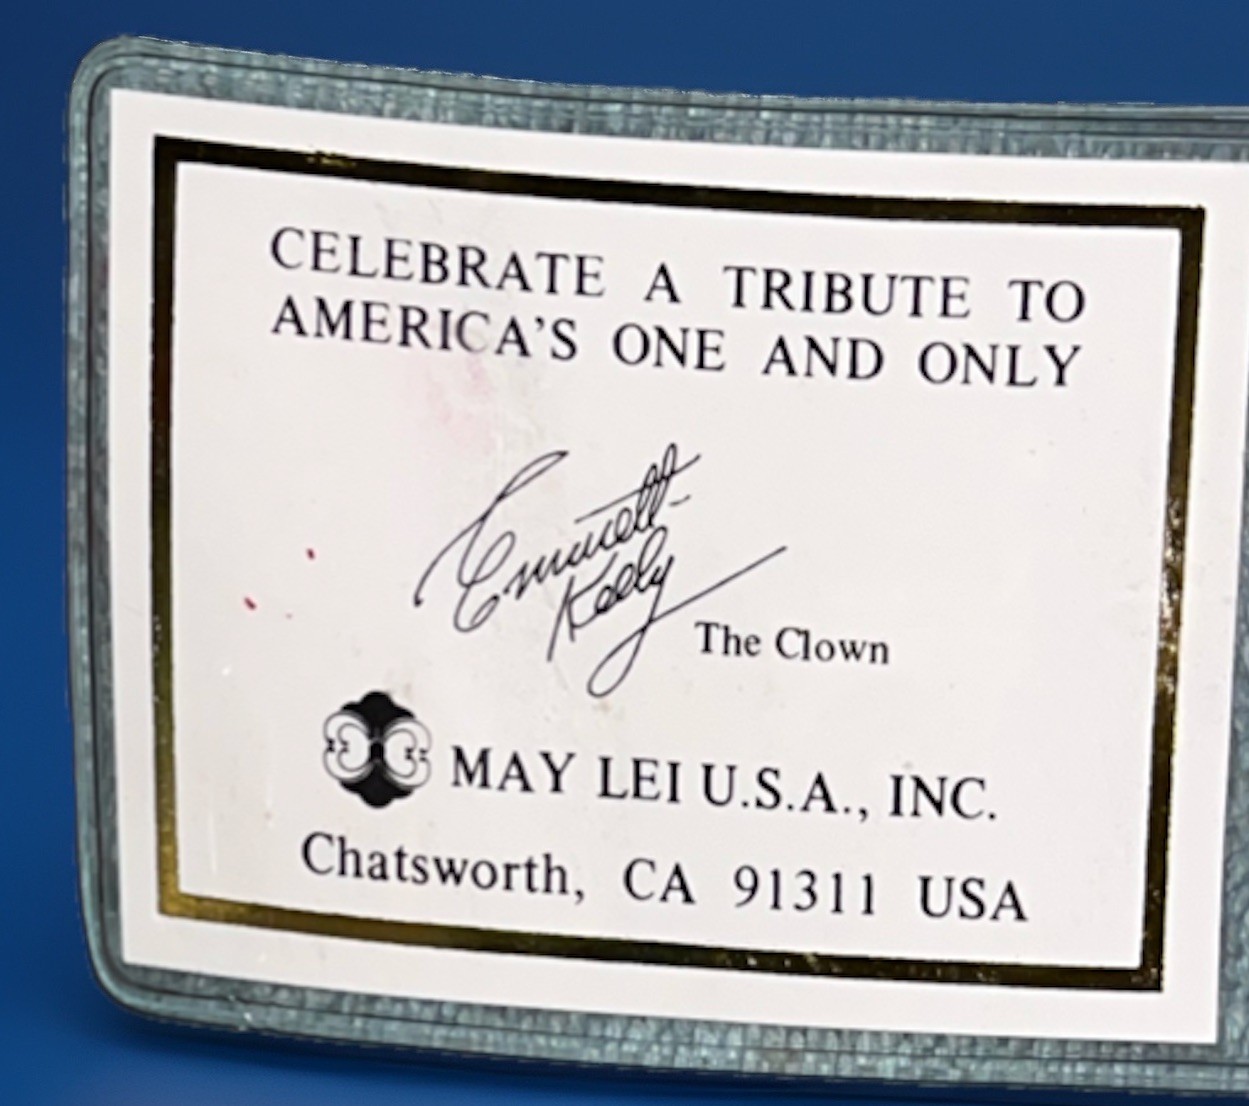 CELEBRATE A TRIBUTE TO
AMERICA'S ONE AND ONLY
Emmett
Kelly
The Clown
MAY LEI U.S.A., INC.
Chatsworth, CA 91311 USA